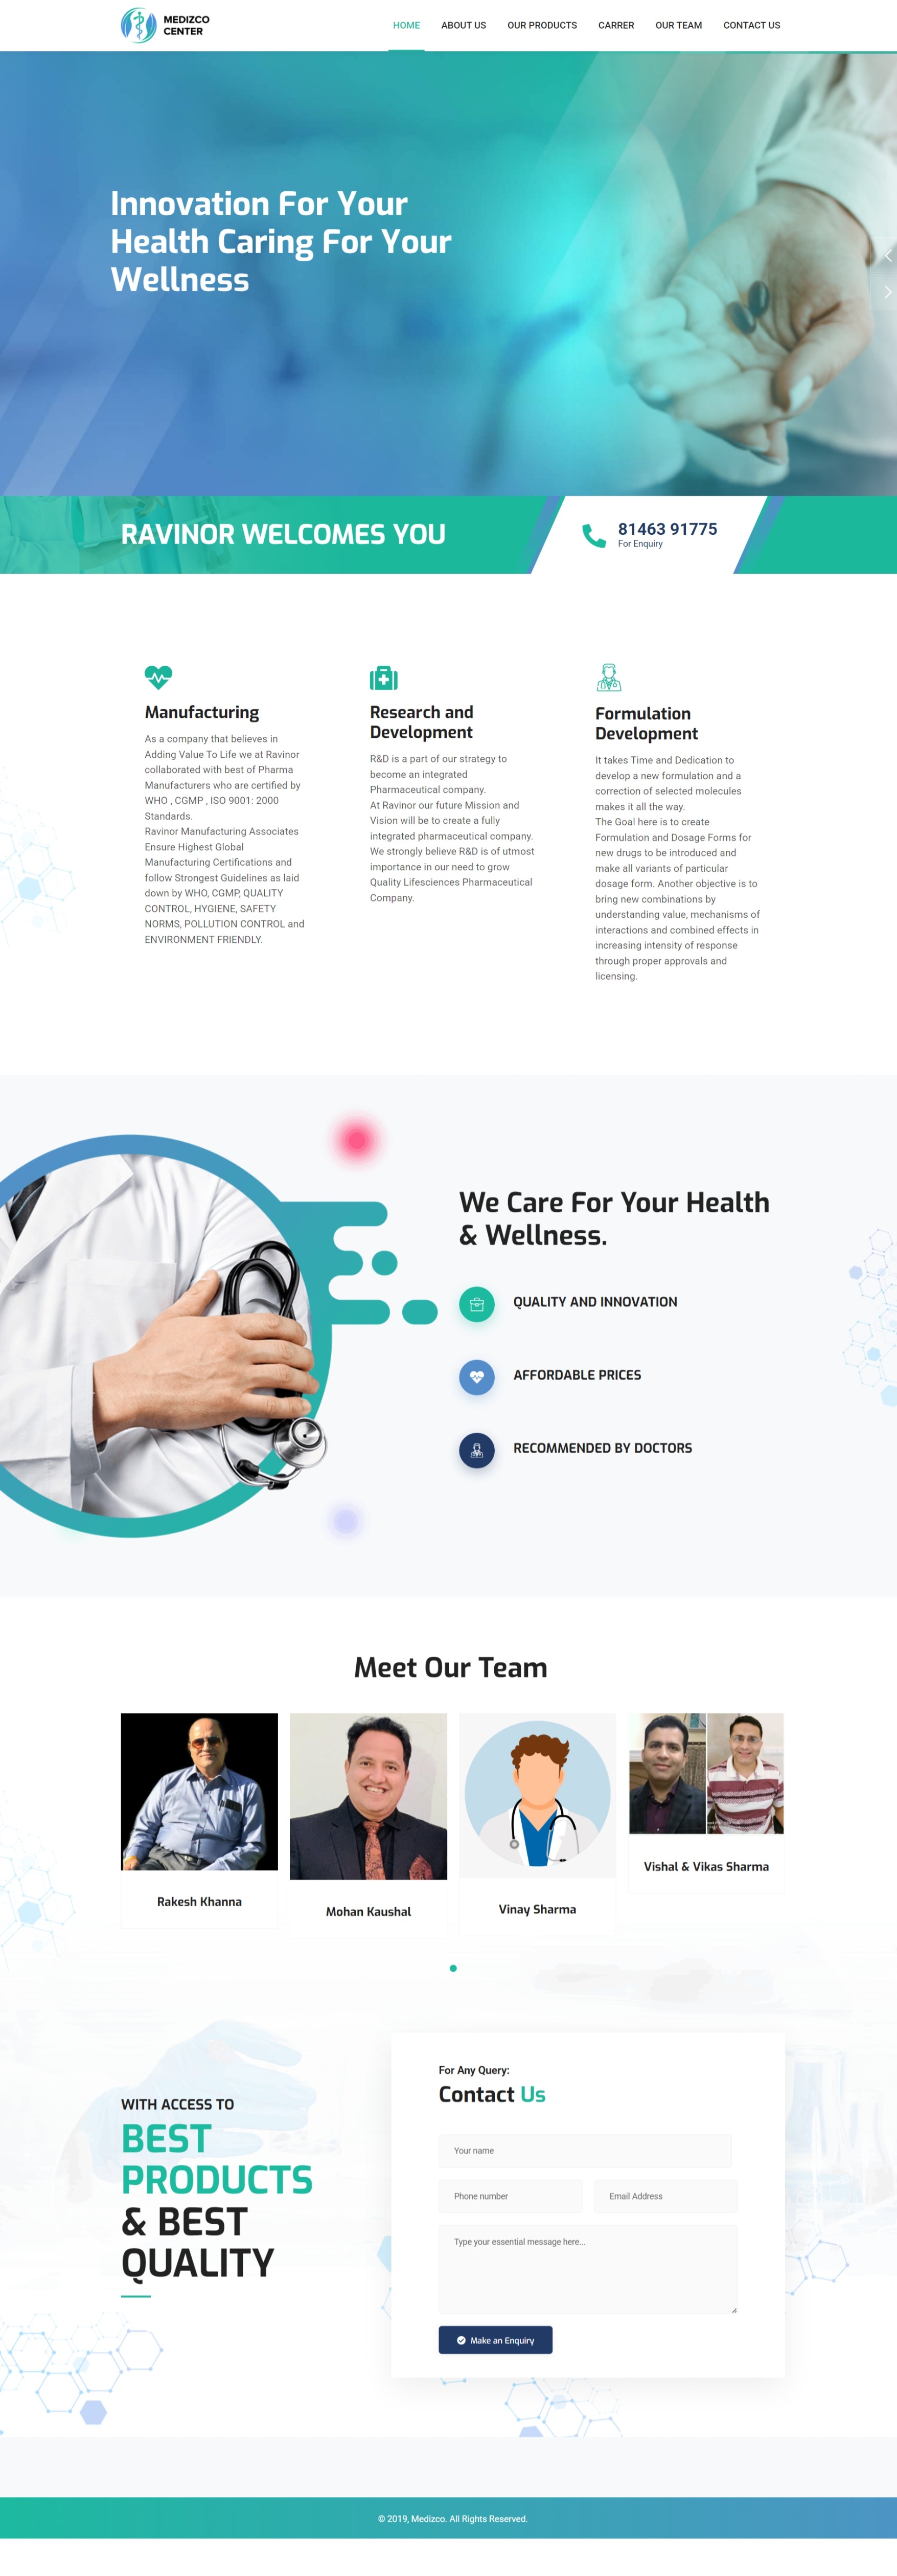 MEDIZCO
CENTER
HOME
ABOUT US
OUR PRODUCTS
CARRER
OUR TEAM
CONTACT US
Innovation For Your
Health Caring For Your
Wellness
RAVINOR WELCOMES YOU
81463 91775
For Enquiry
Manufacturing
As a company that believes in
Adding Value To Life we at Ravinor
collaborated with best of Pharma
Manufacturers who are certified by
WHO , CGMP , ISO 9001: 2000
Standards.
Ravinor Manufacturing Associates
Ensure Highest Global
Manufacturing Certifications and
follow Strongest Guidelines as laid
down by WHO, CGMP, QUALITY
CONTROL, HYGIENE, SAFETY
NORMS, POLLUTION CONTROL and
ENVIRONMENT FRIENDLY.
Research and
Development
R&D is a part of our strategy to
become an integrated
Pharmaceutical company.
At Ravinor our future Mission and
Vision will be to create a fully
integrated pharmaceutical company.
We strongly believe R&D is of utmost
importance in our need to grow
Quality Lifesciences Pharmaceutical
Company.
Formulation
Development
It takes Time and Dedication to
develop a new formulation and a
correction of selected molecules
makes it all the way.
The Goal here is to create
Formulation and Dosage Forms for
new drugs to be introduced and
make all variants of particular
dosage form. Another objective is to
bring new combinations by
understanding value, mechanisms of
interactions and combined effects in
increasing intensity of response
through proper approvals and
licensing.
We Care For Your Health
& Wellness.
QUALITY AND INNOVATION
AFFORDABLE PRICES
RECOMMENDED BY DOCTORS
Meet Our Team
Rakesh Khanna
Mohan Kaushal
Vinay Sharma
Vishal & Vikas Sharma
WITH ACCESS TO
BEST
PRODUCTS
& BEST
QUALITY
For Any Query:
Contact Us
Your name
Phone number
Email Address
Type your essential message here...
Make an Enquiry
© 2019, Medizco. All Rights Reserved.